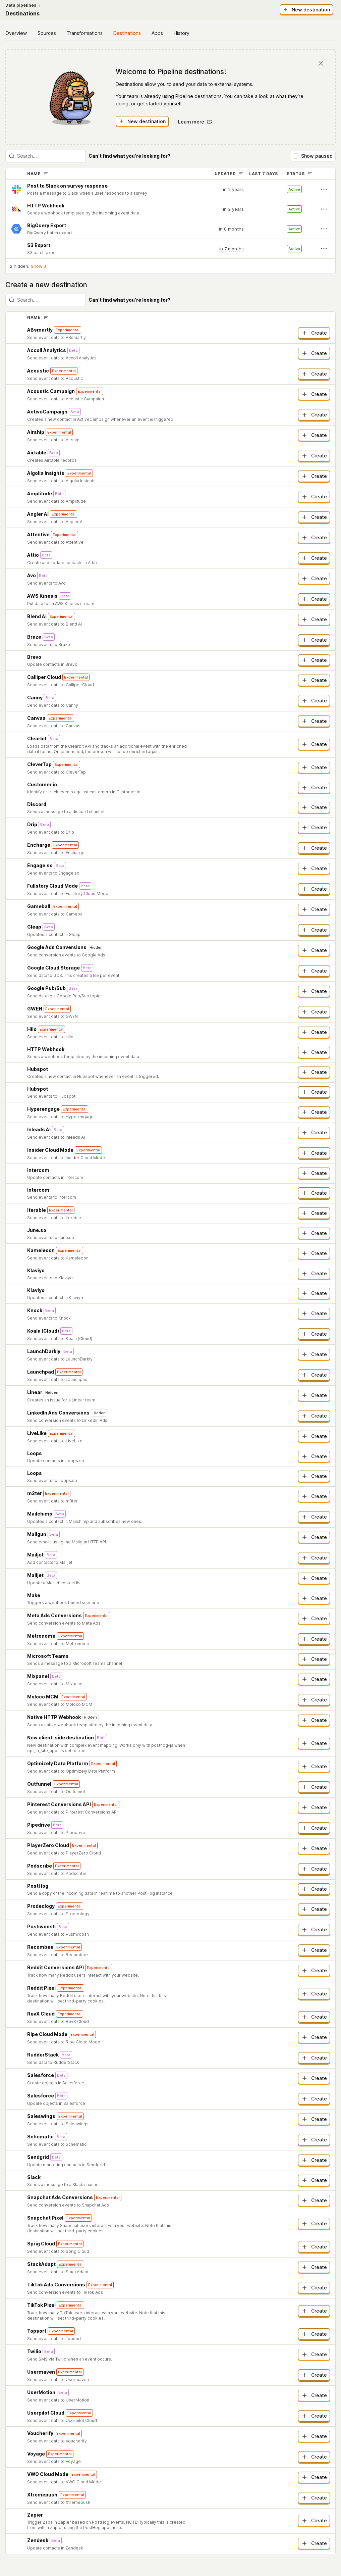 Data pipelines /
Destinations
New destination
Overview Sources Transformations Destinations Apps History
Welcome to Pipeline destinations!
Destinations allow you to send your data to external systems.
Your team is already using Pipeline destinations. You can take a look at what they're doing, or get started yourself.
New destination Learn more
Search... Can't find what you're looking for? Show paused
NAME UPDATED LAST 7 DAYS STATUS
Post to Slack on survey response in 2 years Active
Posts a message to Slack when a user responds to a survey
HTTP Webhook in 2 years Active
Sends a webhook templated by the incoming event data
BigQuery Export in 8 months Active
BigQuery batch export
S3 Export in 7 months Active
S3 batch export
2 hidden. Show all
Create a new destination
Search... Can't find what you're looking for?
NAME
ABsmartly Experimental Create
Send event data to ABsmartly
Accoil Analytics Beta Create
Send event data to Accoil Analytics
Acoustic Experimental Create
Send event data to Acoustic
Acoustic Campaign Experimental Create
Send event data to Acoustic Campaign
ActiveCampaign Beta Create
Creates a new contact in ActiveCampaign whenever an event is triggered.
Airship Experimental Create
Send event data to Airship
Airtable Beta Create
Creates Airtable records
Algolia Insights Experimental Create
Send event data to Algolia Insights
Amplitude Beta Create
Send event data to Amplitude
Angler AI Experimental Create
Send event data to Angler AI
Attentive Experimental Create
Send event data to Attentive
Attio Beta Create
Create and update contacts in Attio
Avo Beta Create
Send events to Avo
AWS Kinesis Beta Create
Put data to an AWS Kinesis stream
Blend Ai Experimental Create
Send event data to Blend Ai
Braze Beta Create
Send events to Braze
Brevo Create
Update contacts in Brevo
Calliper Cloud Experimental Create
Send event data to Calliper Cloud
Canny Beta Create
Send event data to Canny
Canvas Experimental Create
Send event data to Canvas
Clearbit Beta Create
Loads data from the Clearbit API and tracks an additional event with the enriched
data if found. Once enriched, the person will not be enriched again.
CleverTap Experimental Create
Send event data to CleverTap
Customer.io Create
Identify or track events against customers in Customer.io
Discord Create
Sends a message to a discord channel
Drip Beta Create
Send event data to Drip
Encharge Experimental Create
Send event data to Encharge
Engage.so Beta Create
Send events to Engage.so
Fullstory Cloud Mode Beta Create
Send event data to Fullstory Cloud Mode
Gameball Experimental Create
Send event data to Gameball
Gleap Beta Create
Updates a contact in Gleap
Google Ads Conversions Hidden Create
Send conversion events to Google Ads
Google Cloud Storage Beta Create
Send data to GCS. This creates a file per event.
Google Pub/Sub Beta Create
Send data to a Google Pub/Sub topic
GWEN Experimental Create
Send event data to GWEN
Hilo Experimental Create
Send event data to Hilo
HTTP Webhook Create
Sends a webhook templated by the incoming event data
Hubspot Create
Creates a new contact in Hubspot whenever an event is triggered.
Hubspot Create
Send events to Hubspot
Hyperengage Experimental Create
Send event data to Hyperengage
Inleads AI Beta Create
Send event data to Inleads AI
Insider Cloud Mode Experimental Create
Send event data to Insider Cloud Mode
Intercom Create
Update contacts in Intercom
Intercom Create
Send events to Intercom
Iterable Experimental Create
Send event data to Iterable
June.so Create
Send events to June.so
Kameleoon Experimental Create
Send event data to Kameleoon
Klaviyo Create
Send events to Klaviyo
Klaviyo Create
Updates a contact in Klaviyo
Knock Beta Create
Send events to Knock
Koala (Cloud) Beta Create
Send event data to Koala (Cloud)
LaunchDarkly Beta Create
Send event data to LaunchDarkly
Launchpad Experimental Create
Send event data to Launchpad
Linear Hidden Create
Creates an issue for a Linear team
LinkedIn Ads Conversions Hidden Create
Send conversion events to LinkedIn Ads
LiveLike Experimental Create
Send event data to LiveLike
Loops Create
Update contacts in Loops.so
Loops Create
Send events to Loops.so
m3ter Experimental Create
Send event data to m3ter
Mailchimp Beta Create
Updates a contact in Mailchimp and subscribes new ones.
Mailgun Beta Create
Send emails using the Mailgun HTTP API
Mailjet Beta Create
Add contacts to Mailjet
Mailjet Beta Create
Update a Mailjet contact list
Make Create
Triggers a webhook based scenario
Meta Ads Conversions Experimental Create
Send conversion events to Meta Ads
Metronome Experimental Create
Send event data to Metronome
Microsoft Teams Create
Sends a message to a Microsoft Teams channel
Mixpanel Beta Create
Send event data to Mixpanel
Moloco MCM Experimental Create
Send event data to Moloco MCM
Native HTTP Webhook Hidden Create
Sends a native webhook templated by the incoming event data
New client-side destination Beta Create
New destination with complex event mapping. Works only with posthog-js when
opt_in_site_apps is set to true.
Optimizely Data Platform Experimental Create
Send event data to Optimizely Data Platform
Outfunnel Experimental Create
Send event data to Outfunnel
Pinterest Conversions API Experimental Create
Send event data to Pinterest Conversions API
Pipedrive Beta Create
Send event data to Pipedrive
PlayerZero Cloud Experimental Create
Send event data to PlayerZero Cloud
Podscribe Experimental Create
Send event data to Podscribe
PostHog Create
Send a copy of the incoming data in realtime to another PostHog instance
Prodeology Experimental Create
Send event data to Prodeology
Pushwoosh Beta Create
Send event data to Pushwoosh
Recombee Experimental Create
Send event data to Recombee
Reddit Conversions API Experimental Create
Track how many Reddit users interact with your website.
Reddit Pixel Experimental Create
Track how many Reddit users interact with your website. Note that this
destination will set third-party cookies.
RevX Cloud Experimental Create
Send event data to RevX Cloud
Ripe Cloud Mode Experimental Create
Send event data to Ripe Cloud Mode
RudderStack Beta Create
Send data to RudderStack
Salesforce Beta Create
Create objects in Salesforce
Salesforce Beta Create
Update objects in Salesforce
Saleswings Experimental Create
Send event data to Saleswings
Schematic Beta Create
Send event data to Schematic
Sendgrid Beta Create
Update marketing contacts in Sendgrid
Slack Create
Sends a message to a Slack channel
Snapchat Ads Conversions Experimental Create
Send conversion events to Snapchat Ads
Snapchat Pixel Experimental Create
Track how many Snapchat users interact with your website. Note that this
destination will set third-party cookies.
Sprig Cloud Experimental Create
Send event data to Sprig Cloud
StackAdapt Experimental Create
Send event data to StackAdapt
TikTok Ads Conversions Experimental Create
Send conversion events to TikTok Ads
TikTok Pixel Experimental Create
Track how many TikTok users interact with your website. Note that this
destination will set third-party cookies.
Topsort Experimental Create
Send event data to Topsort
Twilio Beta Create
Send SMS via Twilio when an event occurs.
Usermaven Experimental Create
Send event data to Usermaven
UserMotion Beta Create
Send event data to UserMotion
Userpilot Cloud Experimental Create
Send event data to Userpilot Cloud
Voucherify Experimental Create
Send event data to Voucherify
Voyage Experimental Create
Send event data to Voyage
VWO Cloud Mode Experimental Create
Send event data to VWO Cloud Mode
Xtremepush Experimental Create
Send event data to Xtremepush
Zapier Create
Trigger Zaps in Zapier based on PostHog events. NOTE: Typically this is created
from within Zapier using the PostHog app there.
Zendesk Beta Create
Update contacts in Zendesk